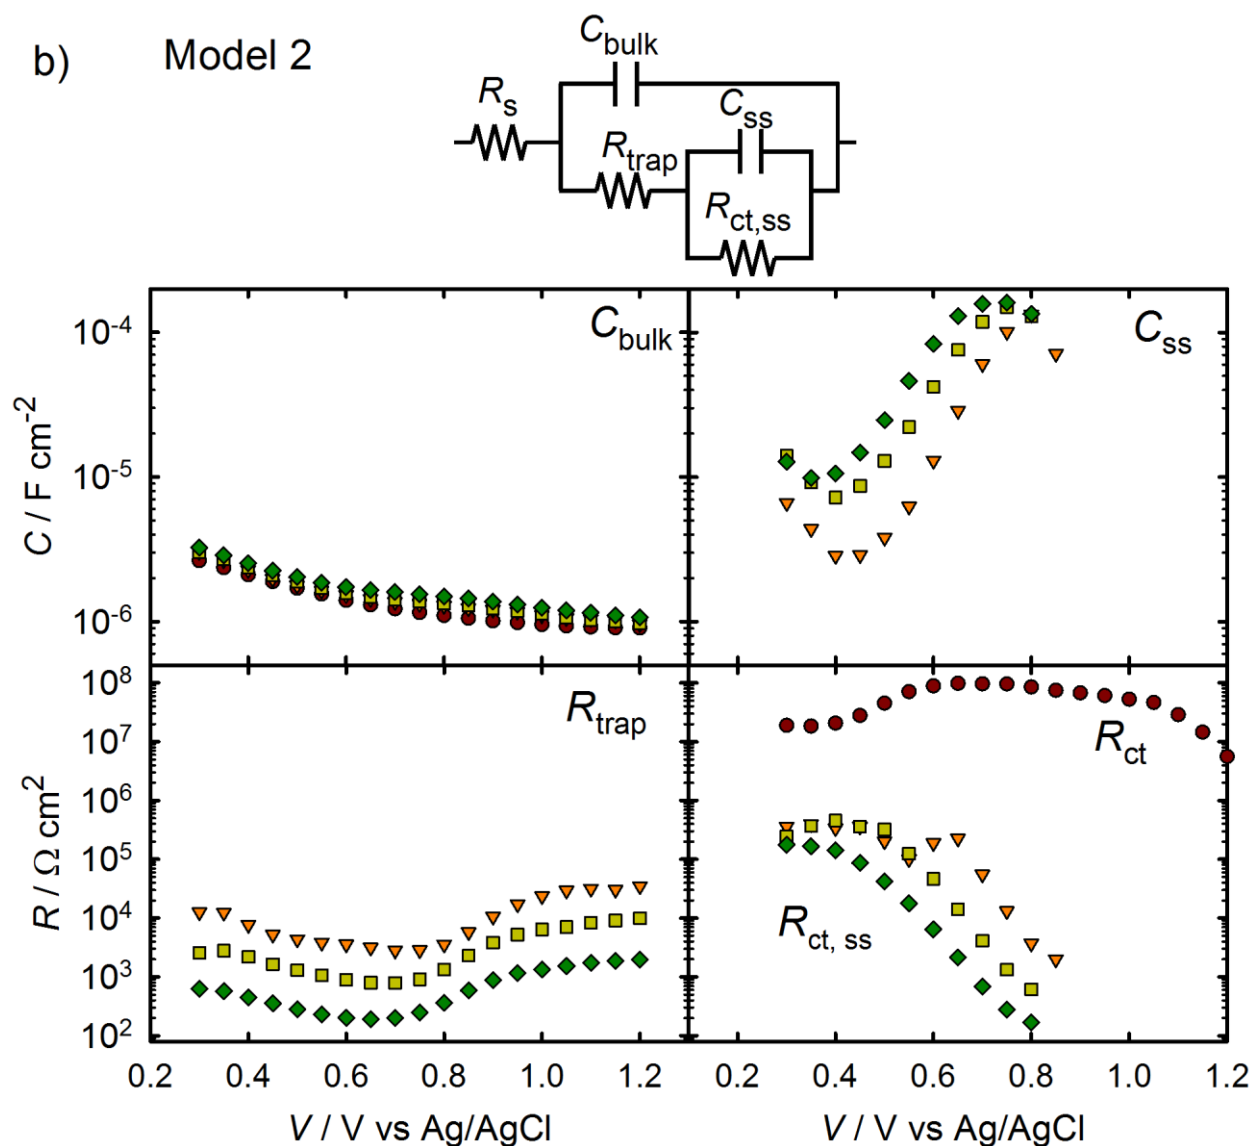 b) Model 2
C_bulk
R_s
C_ss
R_trap
R_ct,ss
C_bulk
C_ss
10^-4
10^-5
10^-6
C / F cm^-2
R_trap
R_ct
R_ct, ss
10^8
10^7
10^6
10^5
10^4
10^3
10^2
R / Ω cm^2
0.2 0.4 0.6 0.8 1.0 0.2 0.4 0.6 0.8 1.0 1.2
V / V vs Ag/AgCl V / V vs Ag/AgCl